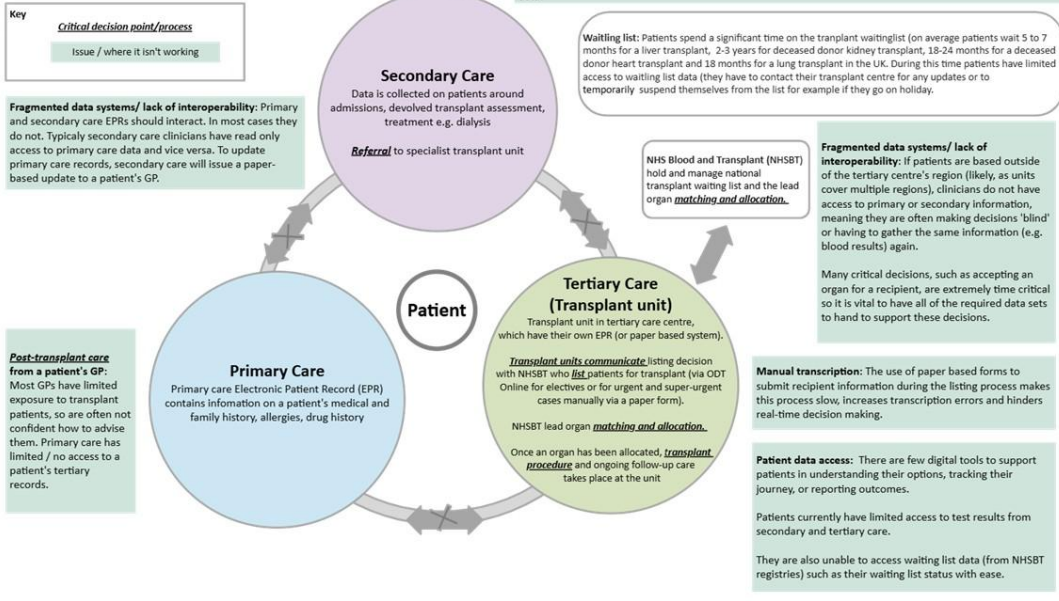 Key
Critical decision point/process
Issue / where it isn't working
Fragmented data systems/ lack of interoperability: Primary
and secondary care EPRs should interact. In most cases they
do not. Typicaly secondary care clinicians have read only
access to primary care data and vice versa. To update
primary care records, secondary care will issue a paper-
based update to a patient's GP.
Secondary Care
Data is collected on patients around
admissions, devolved transplant assessment,
treatment e.g. dialysis
Referral to specialist transplant unit
Waitling list: Patients spend a significant time on the tranplant waitinglist (on average patients wait 5 to 7
months for a liver transplant, 2-3 years for deceased donor kidney transplant, 18-24 months for a deceased
donor heart transplant and 18 months for a lung transplant in the UK. During this time patients have limited
access to waitling list data (they have to contact their transplant centre for any updates or to
temporarily suspend themselves from the list for example if they go on holiday.
NHS Blood and Transplant (NHSBT)
hold and manage national
transplant waiting list and the lead
organ matching and allocation.
Fragmented data systems/ lack of
interoperability: If patients are based outside
of the tertiary centre's region (likely, as units
cover multiple regions), clinicians do not have
access to primary or secondary information,
meaning they are often making decisions 'blind'
or having to gather the same information (e.g.
blood results) again.
Many critical decisions, such as accepting an
organ for a recipient, are extremely time critical
so it is vital to have all of the required data sets
to hand to support these decisions.
Patient
Post-transplant care
from a patient's GP:
Most GPs have limited
exposure to transplant
patients, so are often not
confident how to advise
them. Primary care has
limited / no access to a
patient's tertiary
records.
Primary Care
Primary care Electronic Patient Record (EPR)
contains infomation on a patient's medical and
family history, allergies, drug history
Tertiary Care
(Transplant unit)
Transplant unit in tertiary care centre,
which have their own EPR (or paper based system).
Transplant units communicate listing decision
with NHSBT who list patients for transplant (via ODT
Online for electives or for urgent and super-urgent
cases manually via a paper form).
NHSBT lead organ matching and allocation.
Once an organ has been allocated, transplant
procedure and ongoing follow-up care
takes place at the unit
Manual transcription: The use of paper based forms to
submit recipient information during the listing process makes
this process slow, increases transcription errors and hinders
real-time decision making.
Patient data access: There are few digital tools to support
patients in understanding their options, tracking their
journey, or reporting outcomes.
Patients currently have limited access to test results from
secondary and tertiary care.
They are also unable to access waiting list data (from NHSBT
registries) such as their waiting list status with ease.